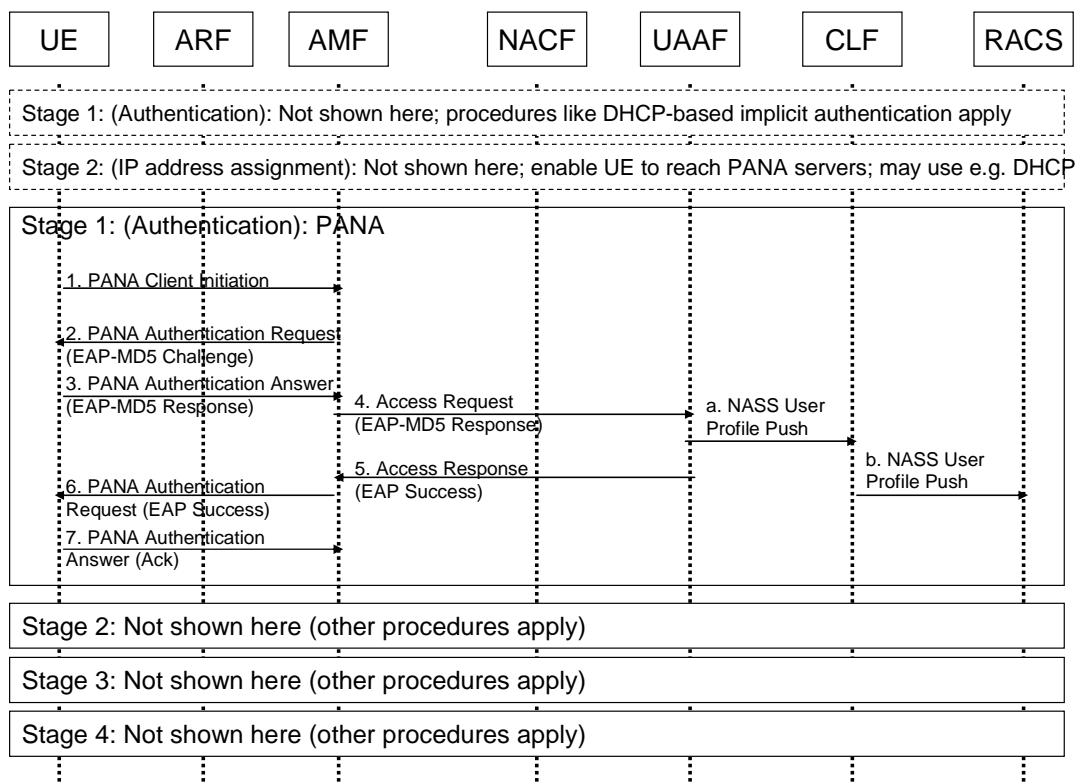 UE ARF AMF NACF UAAF CLF RACS
Stage 1: (Authentication): Not shown here; procedures like DHCP-based implicit authentication apply
Stage 2: (IP address assignment): Not shown here; enable UE to reach PANA servers; may use e.g. DHCP
Stage 1: (Authentication): PANA
1. PANA Client Initiation
2. PANA Authentication Request
(EAP-MD5 Challenge)
3. PANA Authentication Answer
(EAP-MD5 Response)
4. Access Request
(EAP-MD5 Response)
a. NASS User
Profile Push
5. Access Response
(EAP Success)
b. NASS User
Profile Push
6. PANA Authentication
Request (EAP Success)
7. PANA Authentication
Answer (Ack)
Stage 2: Not shown here (other procedures apply)
Stage 3: Not shown here (other procedures apply)
Stage 4: Not shown here (other procedures apply)